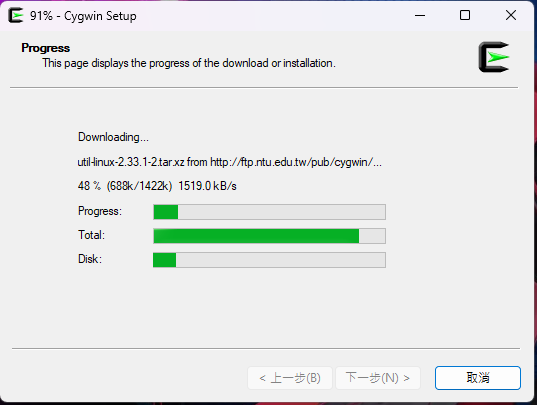 91% - Cygwin Setup
Progress
This page displays the progress of the download or installation.
Downloading...
util-linux-2.33.1-2.tar.xz from http://ftp.ntu.edu.tw/pub/cygwin/...
48 % (688k/1422k) 1519.0 kB/s
Progress:
Total:
Disk:
< 上一步(B) 下一步(N) > 取消